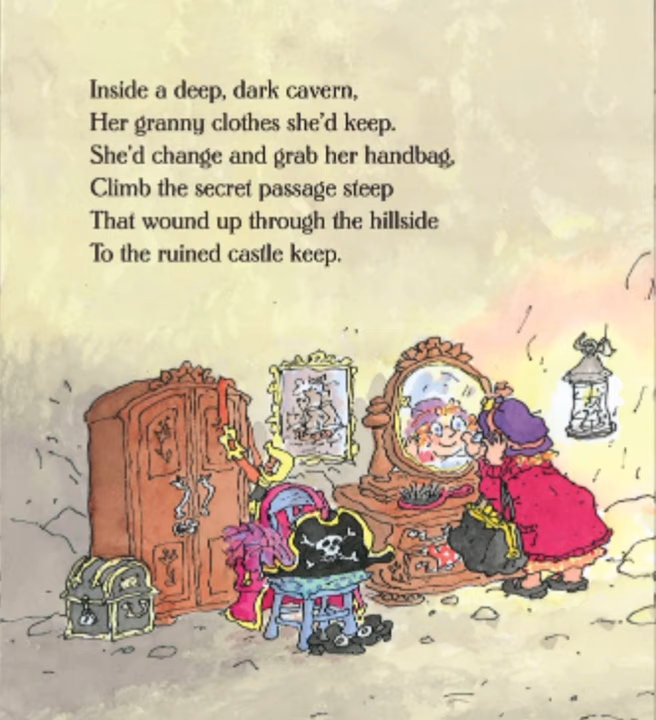 Inside a deep, dark cavern,
Her granny clothes she'd keep.
She'd change and grab her handbag,
Climb the secret passage steep
That wound up through the hillside
To the ruined castle keep.